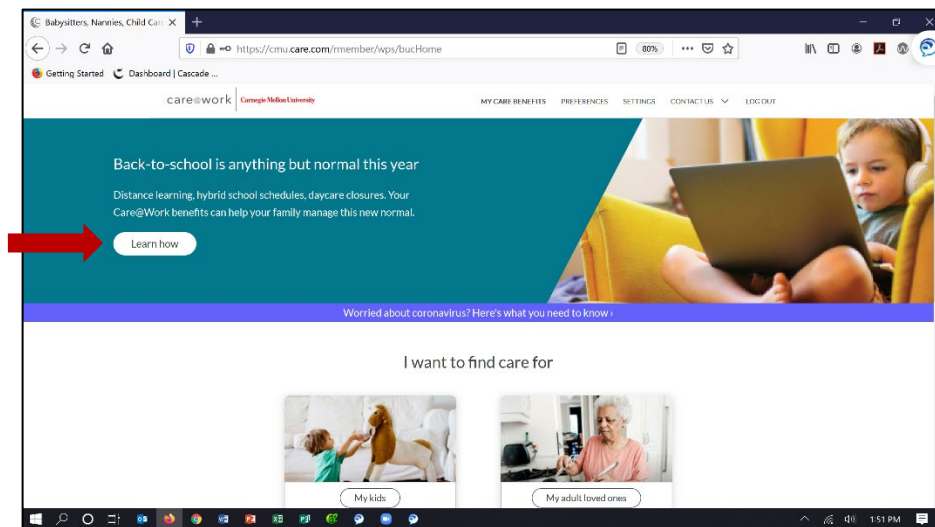 Babysitters, Nannies, Child Car
https://cmu.care.com/rmember/wps/bucHome
80%
Getting Started
Dashboard | Cascade ...
care@work
Carnegie Mellon University
MY CARE BENEFITS
PREFERENCES
SETTINGS
CONTACT US
LOG OUT
Back-to-school is anything but normal this year
Distance learning, hybrid school schedules, daycare closures. Your
Care@Work benefits can help your family manage this new normal.
Learn how
Worried about coronavirus? Here's what you need to know ›
I want to find care for
My kids
My adult loved ones
1:51 PM